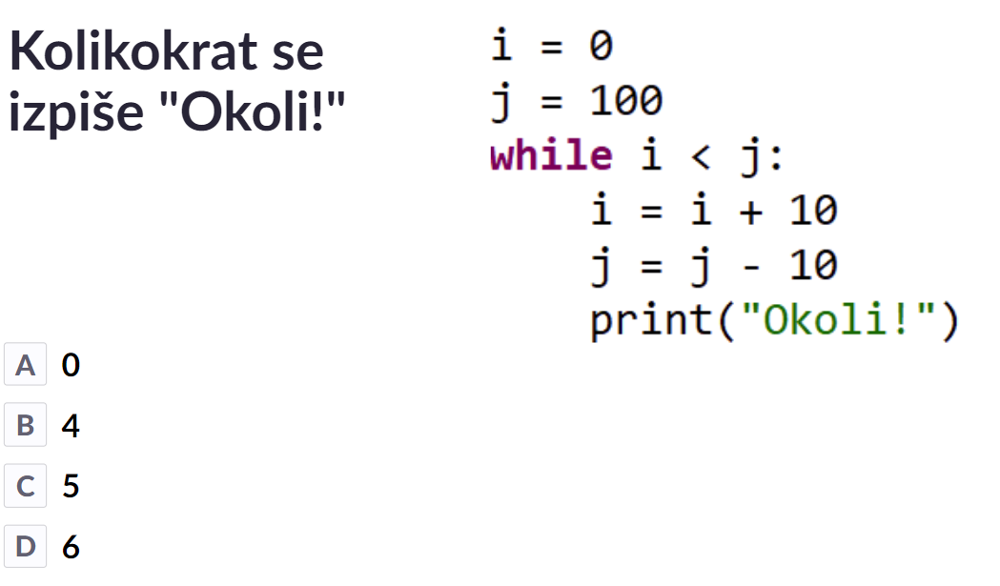 Kolikokrat se
izpiše "Okoli!"
i = 0
j = 100
while i < j:
    i = i + 10
    j = j - 10
    print("Okoli!")
A 0
B 4
C 5
D 6